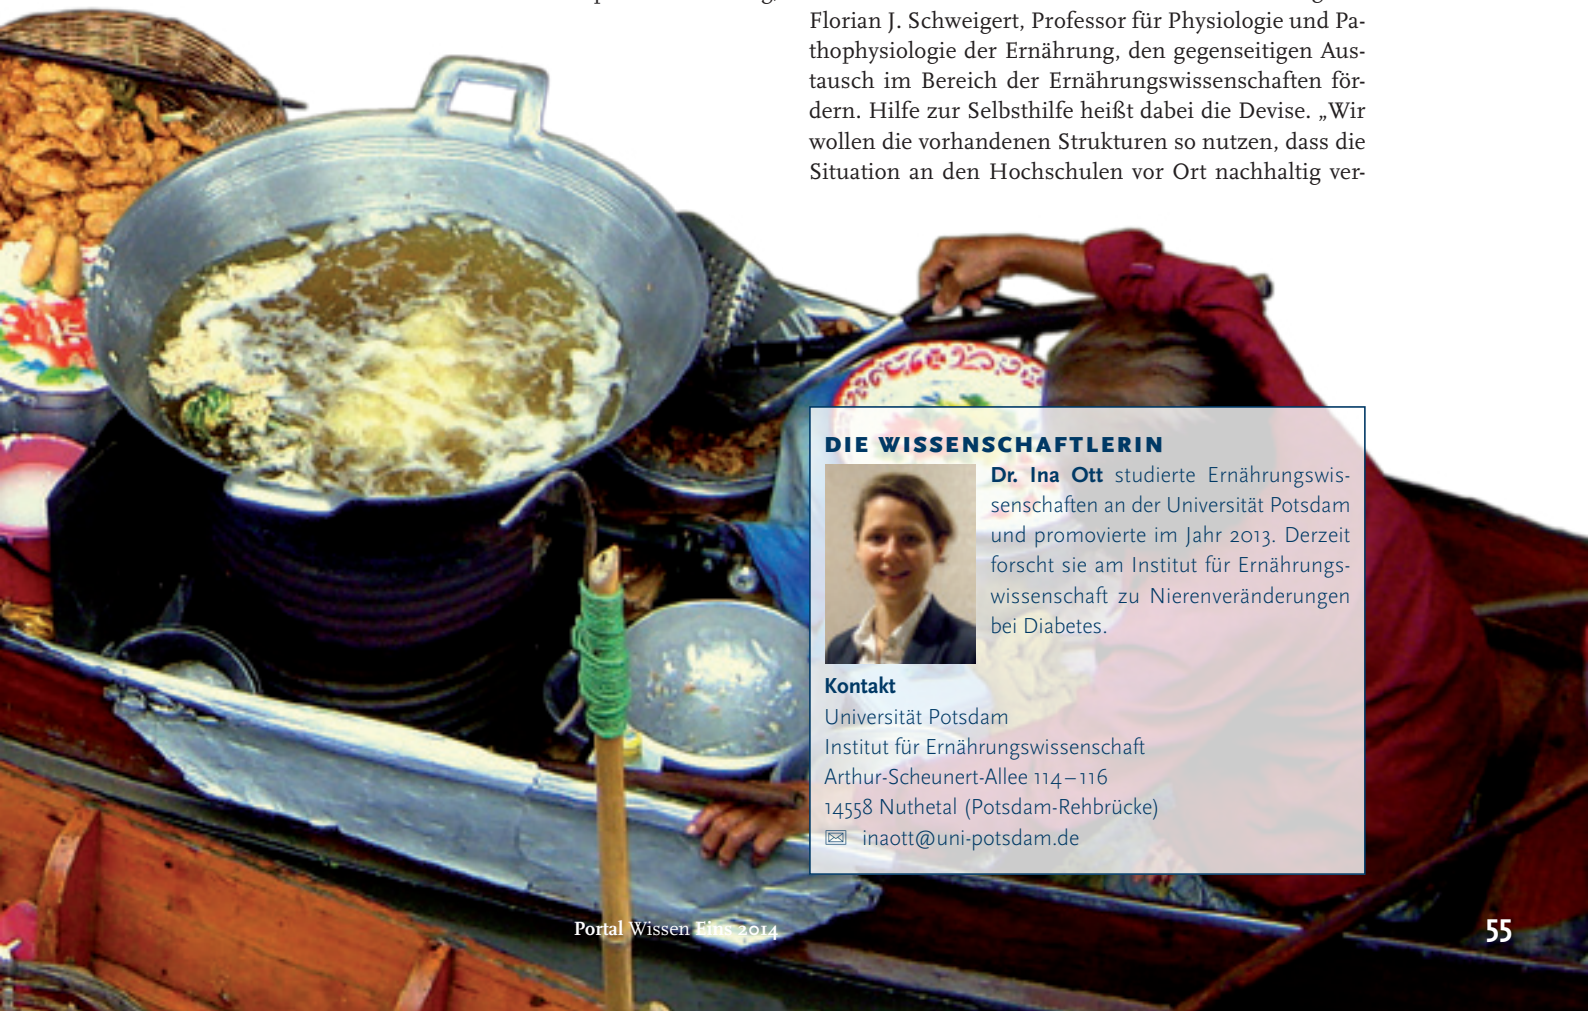 Florian J. Schweigert, Professor für Physiologie und Pa-
thophysiologie der Ernährung, den gegenseitigen Aus-
tausch im Bereich der Ernährungswissenschaften för-
dern. Hilfe zur Selbsthilfe heißt dabei die Devise. „Wir
wollen die vorhandenen Strukturen so nutzen, dass die
Situation an den Hochschulen vor Ort nachhaltig ver-
DIE WISSENSCHAFTLERIN
Dr. Ina Ott studierte Ernährungswis-
senschaften an der Universität Potsdam
und promovierte im Jahr 2013. Derzeit
forscht sie am Institut für Ernährungs-
wissenschaft zu Nierenveränderungen
bei Diabetes.
Kontakt
Universität Potsdam
Institut für Ernährungswissenschaft
Arthur-Scheunert-Allee 114–116
14558 Nuthetal (Potsdam-Rehbrücke)
inaott@uni-potsdam.de
Portal Wissen Eins 2014
55